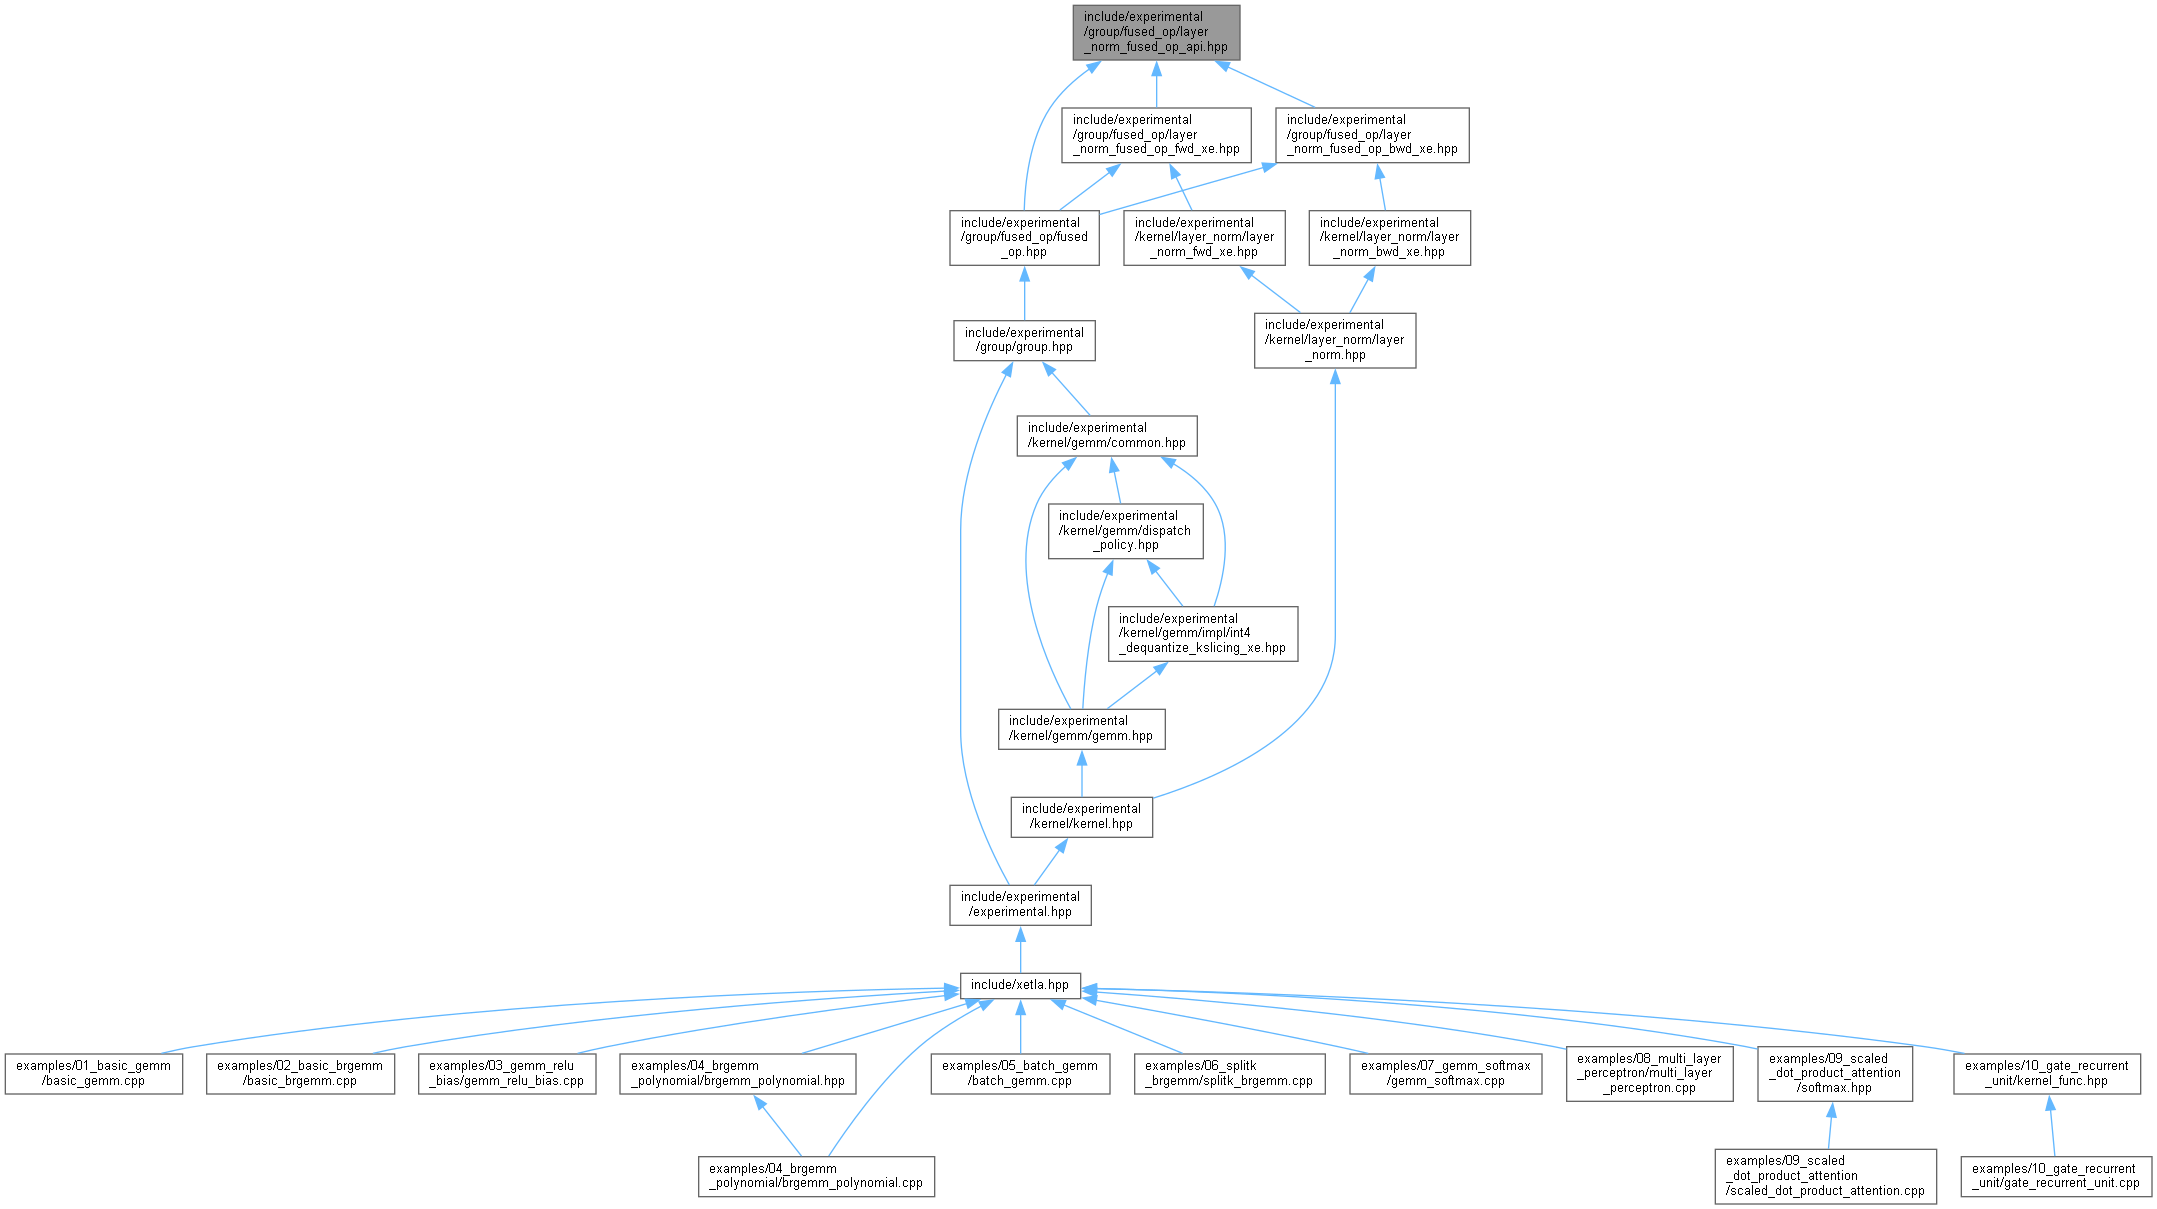 include/experimental
/group/fused_op/layer
_norm_fused_op_api.hpp
include/experimental
/group/fused_op/layer
_norm_fused_op_fwd_xe.hpp
include/experimental
/group/fused_op/layer
_norm_fused_op_bwd_xe.hpp
include/experimental
/group/fused_op/fused
_op.hpp
include/experimental
/kernel/layer_norm/layer
_norm_fwd_xe.hpp
include/experimental
/kernel/layer_norm/layer
_norm_bwd_xe.hpp
include/experimental
/group/group.hpp
include/experimental
/kernel/layer_norm/layer
_norm.hpp
include/experimental
/kernel/gemm/common.hpp
include/experimental
/kernel/gemm/dispatch
_policy.hpp
include/experimental
/kernel/gemm/impl/int4
_dequantize_kslicing_xe.hpp
include/experimental
/kernel/gemm/gemm.hpp
include/experimental
/kernel/kernel.hpp
include/experimental
/experimental.hpp
include/xetla.hpp
examples/01_basic_gemm
/basic_gemm.cpp
examples/02_basic_brgemm
/basic_brgemm.cpp
examples/03_gemm_relu
_bias/gemm_relu_bias.cpp
examples/04_brgemm
_polynomial/brgemm_polynomial.hpp
examples/05_batch_gemm
/batch_gemm.cpp
examples/06_splitk
_brgemm/splitk_brgemm.cpp
examples/07_gemm_softmax
/gemm_softmax.cpp
examples/08_multi_layer
_perceptron/multi_layer
_perceptron.cpp
examples/09_scaled
_dot_product_attention
/softmax.hpp
examples/10_gate_recurrent
_unit/kernel_func.hpp
examples/04_brgemm
_polynomial/brgemm_polynomial.cpp
examples/09_scaled
_dot_product_attention
/scaled_dot_product_attention.cpp
examples/10_gate_recurrent
_unit/gate_recurrent_unit.cpp